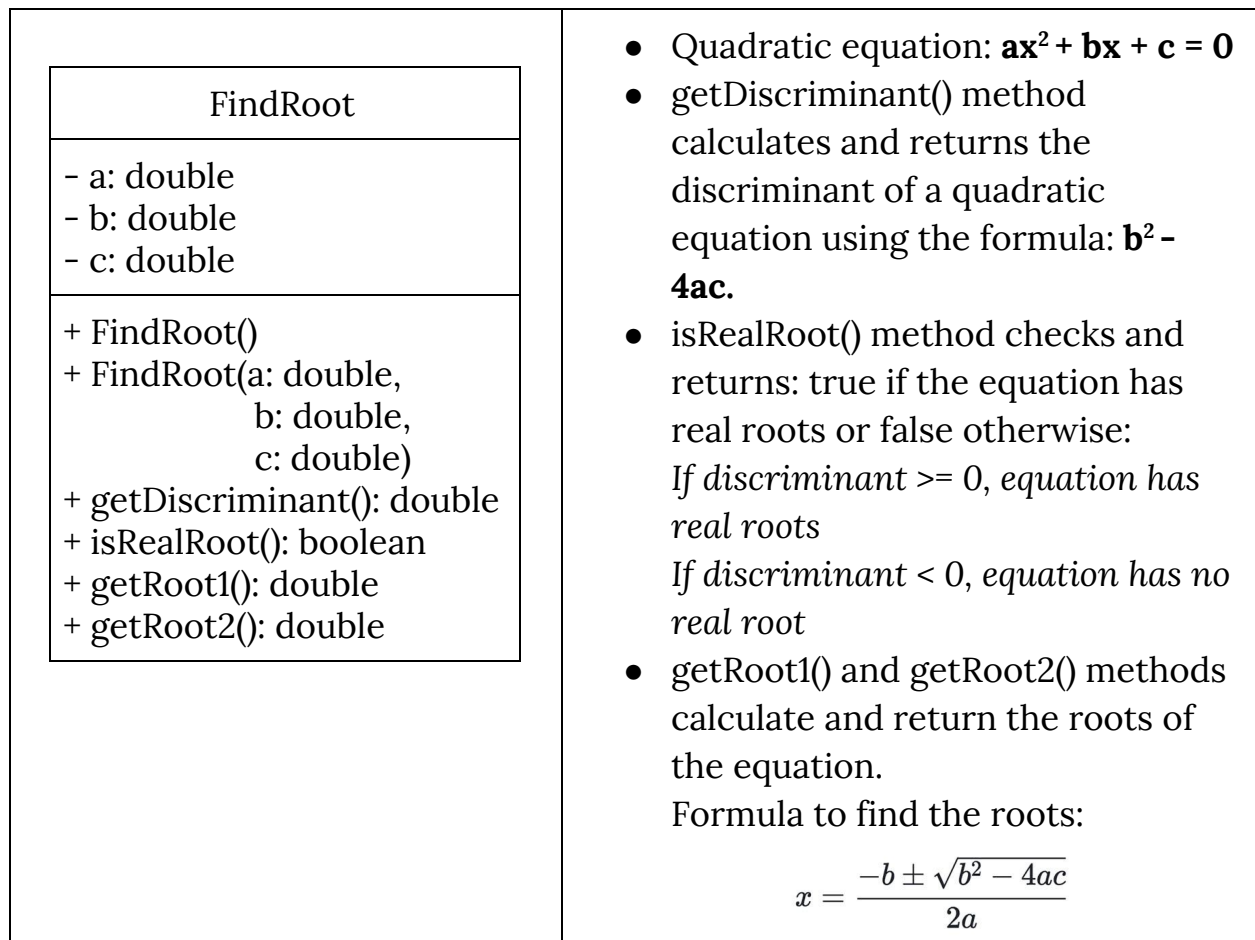 FindRoot
- a: double
- b: double
- c: double
+ FindRoot()
+ FindRoot(a: double,
b: double,
c: double)
+ getDiscriminant(): double
+ isRealRoot(): boolean
+ getRoot1(): double
+ getRoot2(): double
● Quadratic equation: ax² + bx + c = 0
● getDiscriminant() method
calculates and returns the
discriminant of a quadratic
equation using the formula: b² -
4ac.
● isRealRoot() method checks and
returns: true if the equation has
real roots or false otherwise:
If discriminant >= 0, equation has
real roots
If discriminant < 0, equation has no
real root
● getRoot1() and getRoot2() methods
calculate and return the roots of
the equation.
Formula to find the roots:
x = (-b ± √(b² - 4ac)) / 2a